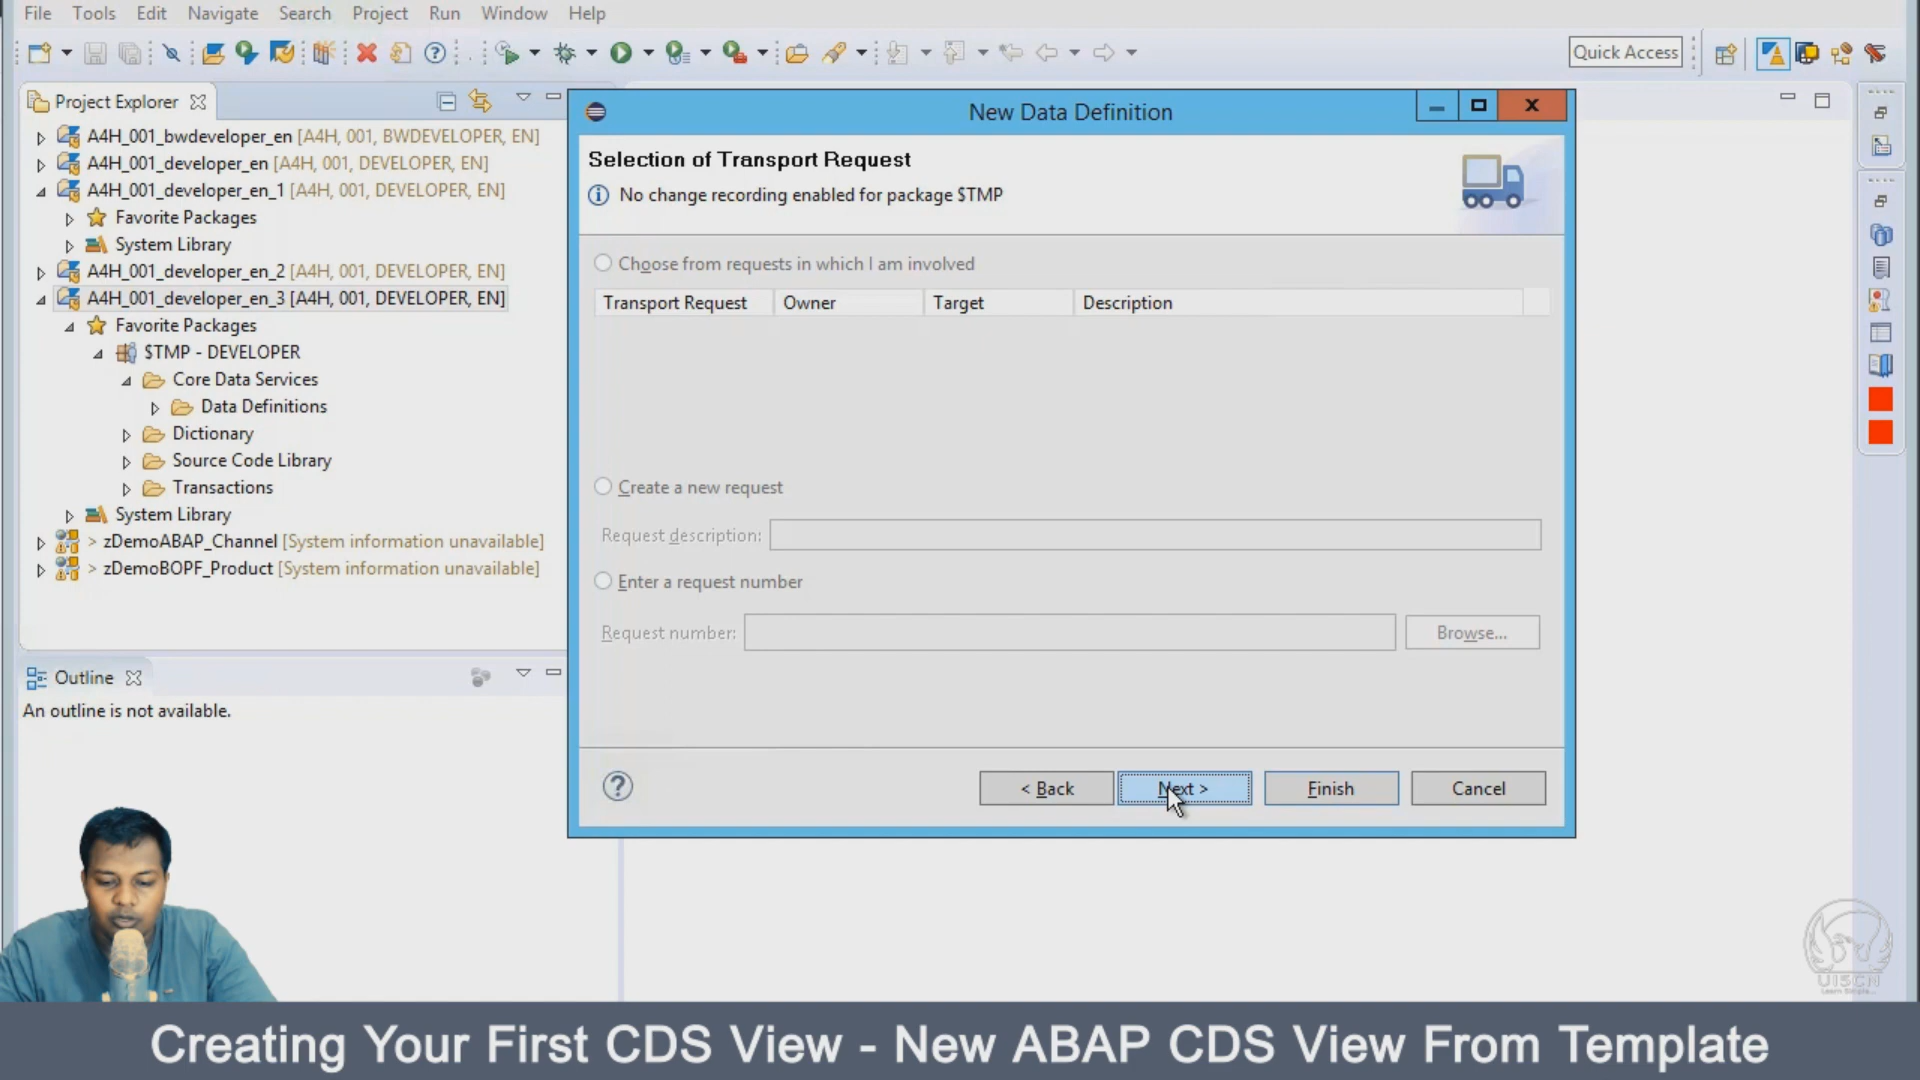 File Tools Edit Navigate Search Project Run Window Help
Quick Access
Project Explorer
A4H_001_bwdeveloper_en [A4H, 001, BWDEVELOPER, EN]
A4H_001_developer_en [A4H, 001, DEVELOPER, EN]
A4H_001_developer_en_1 [A4H, 001, DEVELOPER, EN]
Favorite Packages
System Library
A4H_001_developer_en_2 [A4H, 001, DEVELOPER, EN]
A4H_001_developer_en_3 [A4H, 001, DEVELOPER, EN]
Favorite Packages
$TMP - DEVELOPER
Core Data Services
Data Definitions
Dictionary
Source Code Library
Transactions
System Library
> zDemoABAP_Channel [System information unavailable]
> zDemoBOPF_Product [System information unavailable]
Outline
An outline is not available.
New Data Definition
Selection of Transport Request
No change recording enabled for package $TMP
Choose from requests in which I am involved
Transport Request Owner Target Description
Create a new request
Request description:
Enter a request number
Request number: Browse...
< Back Next > Finish Cancel
UI5CN
Learn Simple...
Creating Your First CDS View - New ABAP CDS View From Template